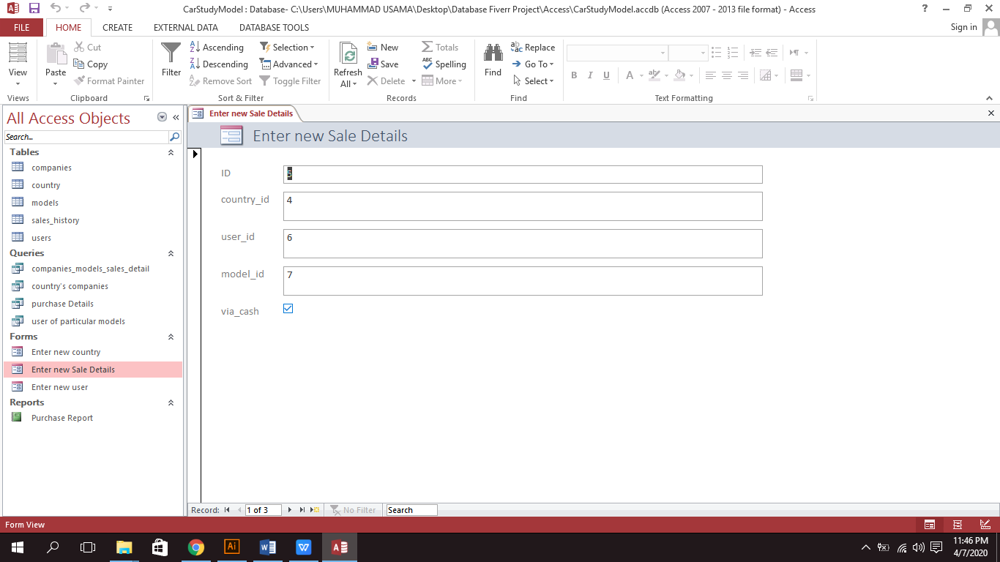 CarStudyModel : Database- C:\Users\MUHAMMAD USAMA\Desktop\Database Fiverr Project\Access\CarStudyModel.accdb (Access 2007 - 2013 file format) - Access
FILE HOME CREATE EXTERNAL DATA DATABASE TOOLS Sign in
View
Views
Paste
Cut
Copy
Format Painter
Clipboard
Filter
Ascending
Descending
Remove Sort
Selection
Advanced
Toggle Filter
Sort & Filter
Refresh
All
New
Save
Delete
Totals
Spelling
More
Records
Find
Replace
Go To
Select
Find
B I U A
Text Formatting
All Access Objects
Search...
Tables
companies
country
models
sales_history
users
Queries
companies_models_sales_detail
country's companies
purchase Details
user of particular models
Forms
Enter new country
Enter new Sale Details
Enter new user
Reports
Purchase Report
Enter new Sale Details
Enter new Sale Details
ID 5
country_id 4
user_id 6
model_id 7
via_cash
Record: 1 of 3 No Filter Search
Form View
11:46 PM
4/7/2020